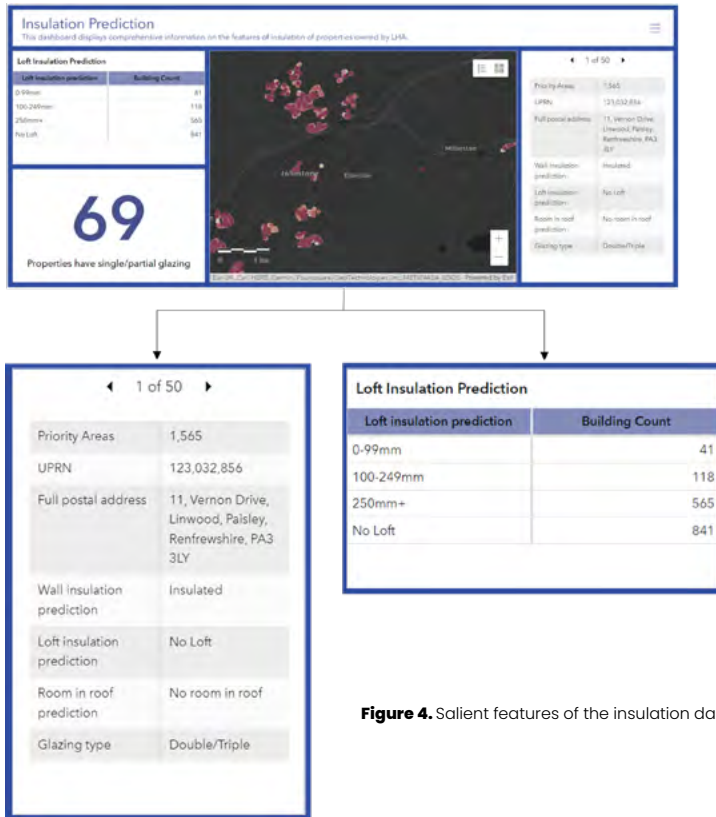 Insulation Prediction
This dashboard displays comprehensive information on the features of insulation of properties owned by LHA.
Loft Insulation Prediction
Loft insulation prediction Building Count
0-99mm 41
100-249mm 118
250mm+ 565
No Loft 841
69
Properties have single/partial glazing
Johnstone
Elderslie
Millarston
0 1 km
+
−
Powered by Esri
1 of 50
Priority Areas 1,565
UPRN 123,032,856
Full postal address 11, Vernon Drive,
Linwood, Paisley,
Renfrewshire, PA3
3LY
Wall insulation Insulated
prediction
Loft insulation No Loft
prediction
Room in roof No room in roof
prediction
Glazing type Double/Triple
1 of 50
Priority Areas 1,565
UPRN 123,032,856
Full postal address 11, Vernon Drive,
Linwood, Paisley,
Renfrewshire, PA3
3LY
Wall insulation Insulated
prediction
Loft insulation No Loft
prediction
Room in roof No room in roof
prediction
Glazing type Double/Triple
Loft Insulation Prediction
Loft insulation prediction Building Count
0-99mm 41
100-249mm 118
250mm+ 565
No Loft 841
Figure 4. Salient features of the insulation da